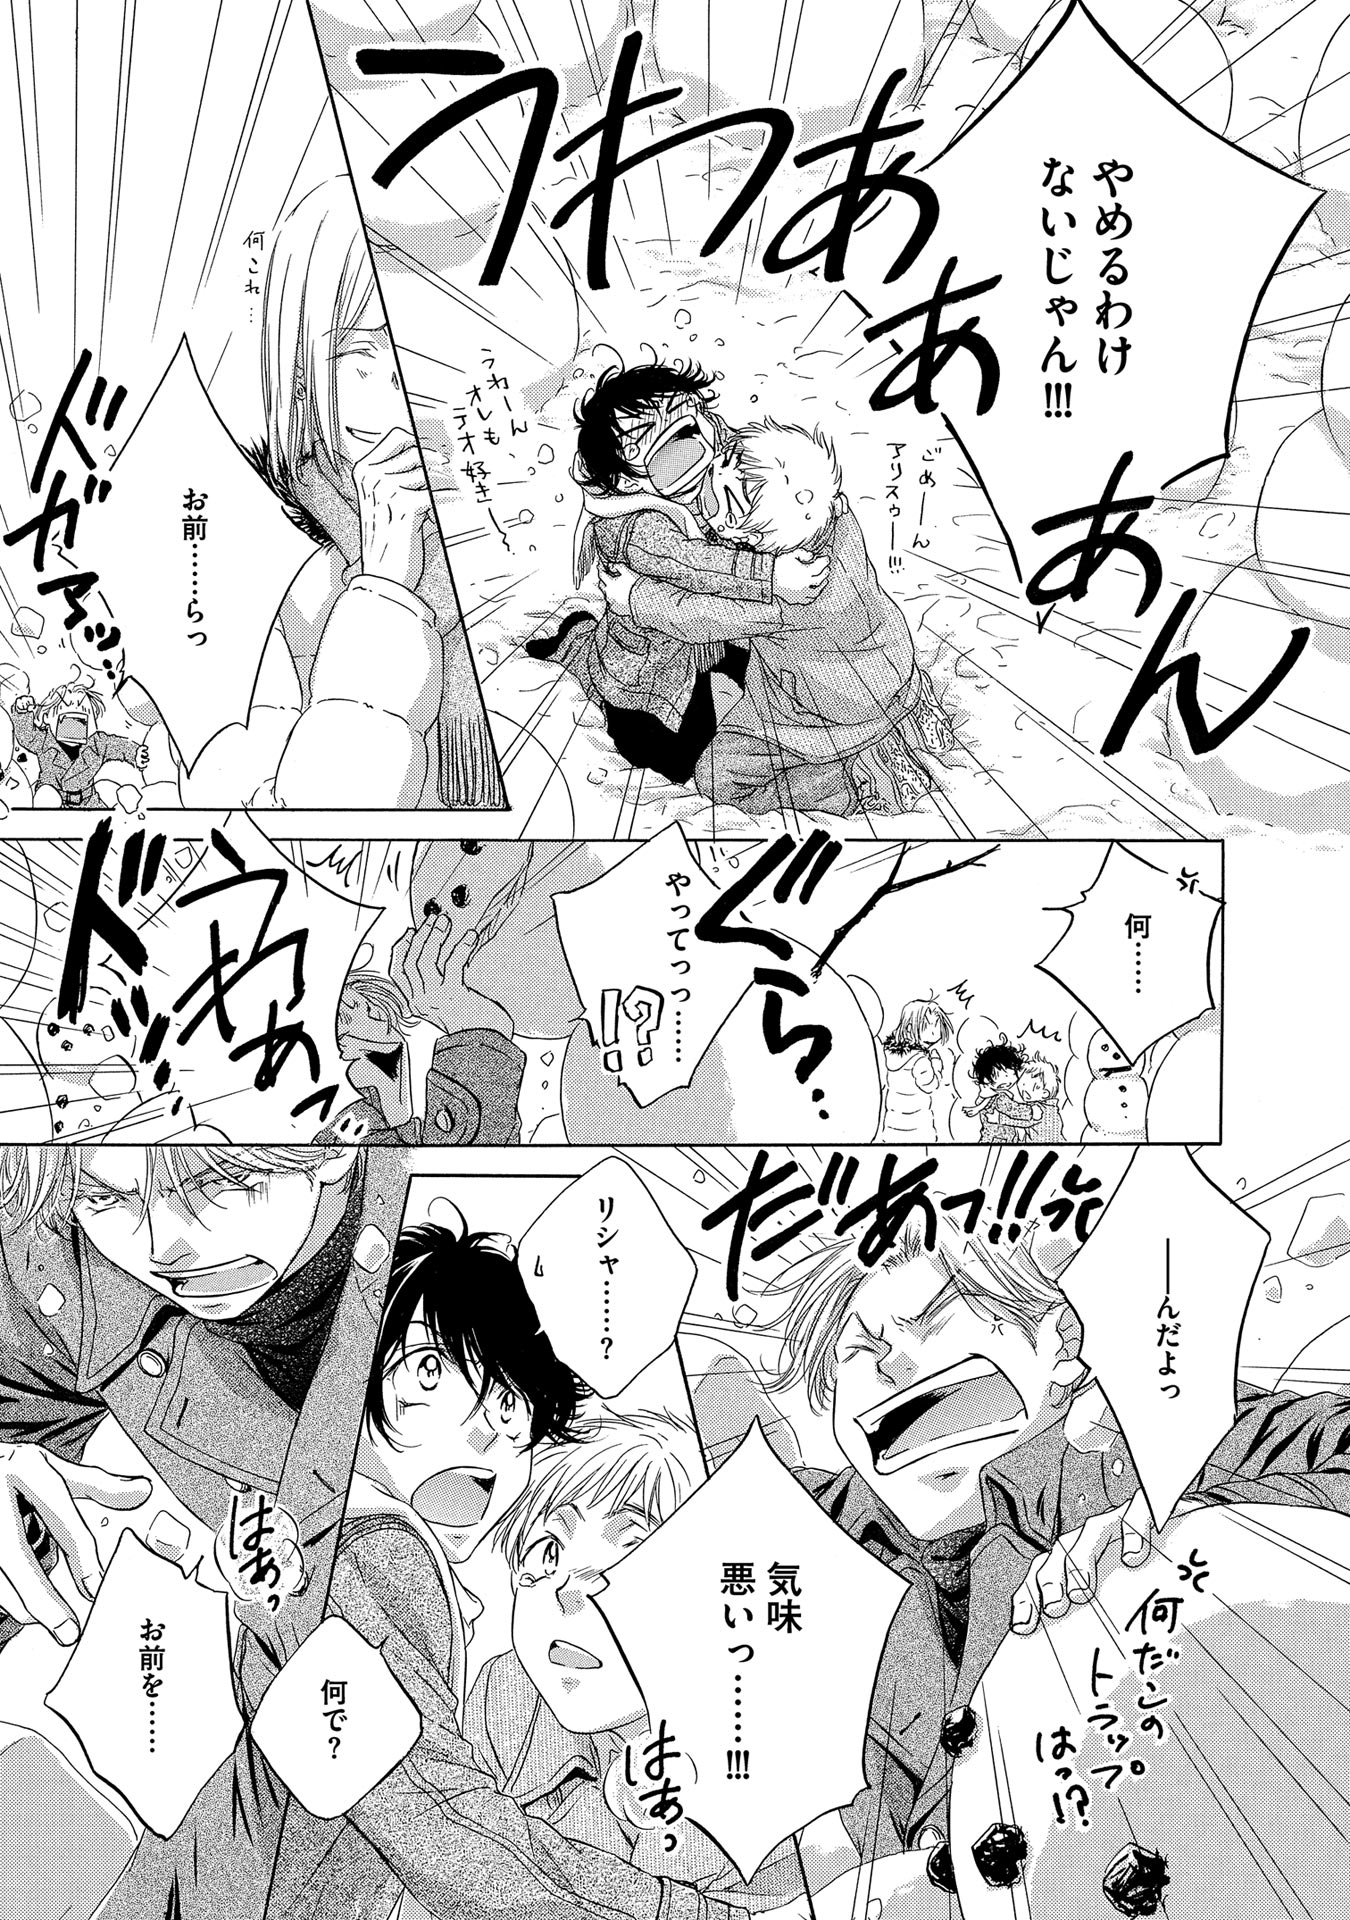 やめるわけ
ないじゃん!!!
うわああああん
ごめーん
アリスゥー!!!
うわーん
オレも
テオ好きー
何これ…
お前……らっ
ドガァッ…
何……
ぐら…
やってっっ……
!?
うわあっ
ドドド
―んだよっ
だあっ!!
何だこの
トラップ
はっ!?
気味
悪いっ……!!!
リシャ……?
はあっ
何で?
はあっ
お前を……